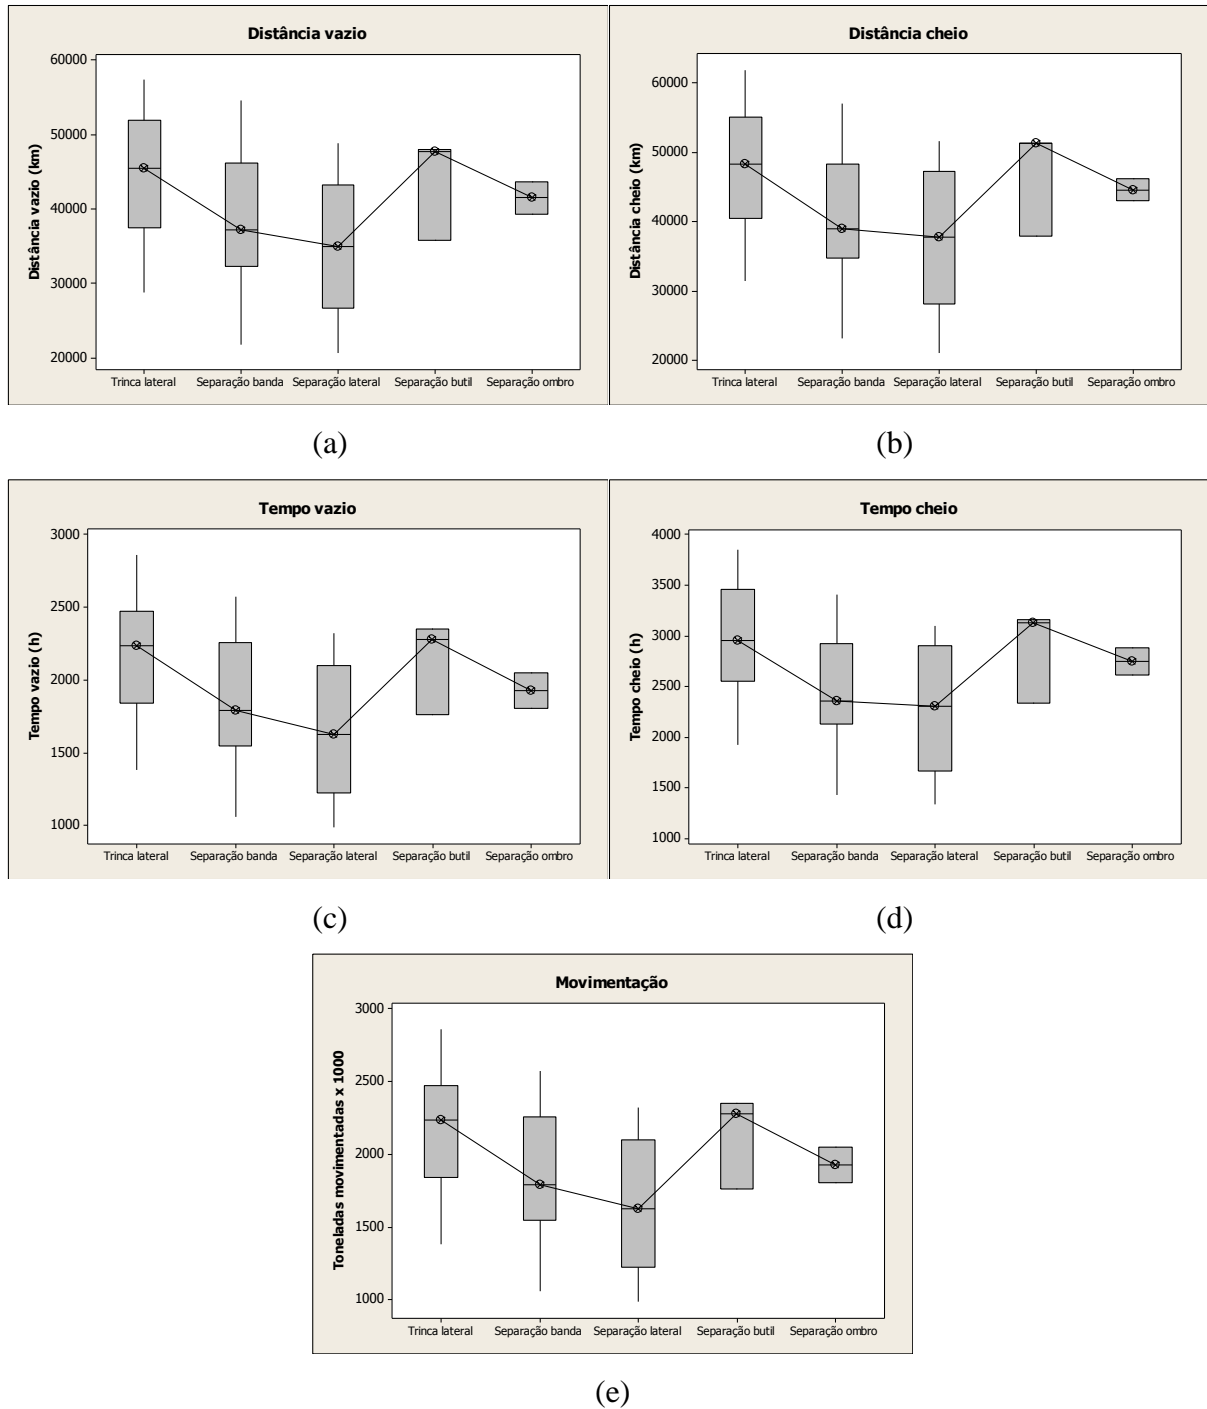 Distância vazio
60000
50000
40000
30000
20000
Distância vazio (km)
Trinca lateral Separação banda Separação lateral Separação butil Separação ombro
(a)
Distância cheio
60000
50000
40000
30000
20000
Distância cheio (km)
Trinca lateral Separação banda Separação lateral Separação butil Separação ombro
(b)
Tempo vazio
3000
2500
2000
1500
1000
Tempo vazio (h)
Trinca lateral Separação banda Separação lateral Separação butil Separação ombro
(c)
Tempo cheio
4000
3500
3000
2500
2000
1500
1000
Tempo cheio (h)
Trinca lateral Separação banda Separação lateral Separação butil Separação ombro
(d)
Movimentação
3000
2500
2000
1500
1000
Toneladas movimentadas x 1000
Trinca lateral Separação banda Separação lateral Separação butil Separação ombro
(e)